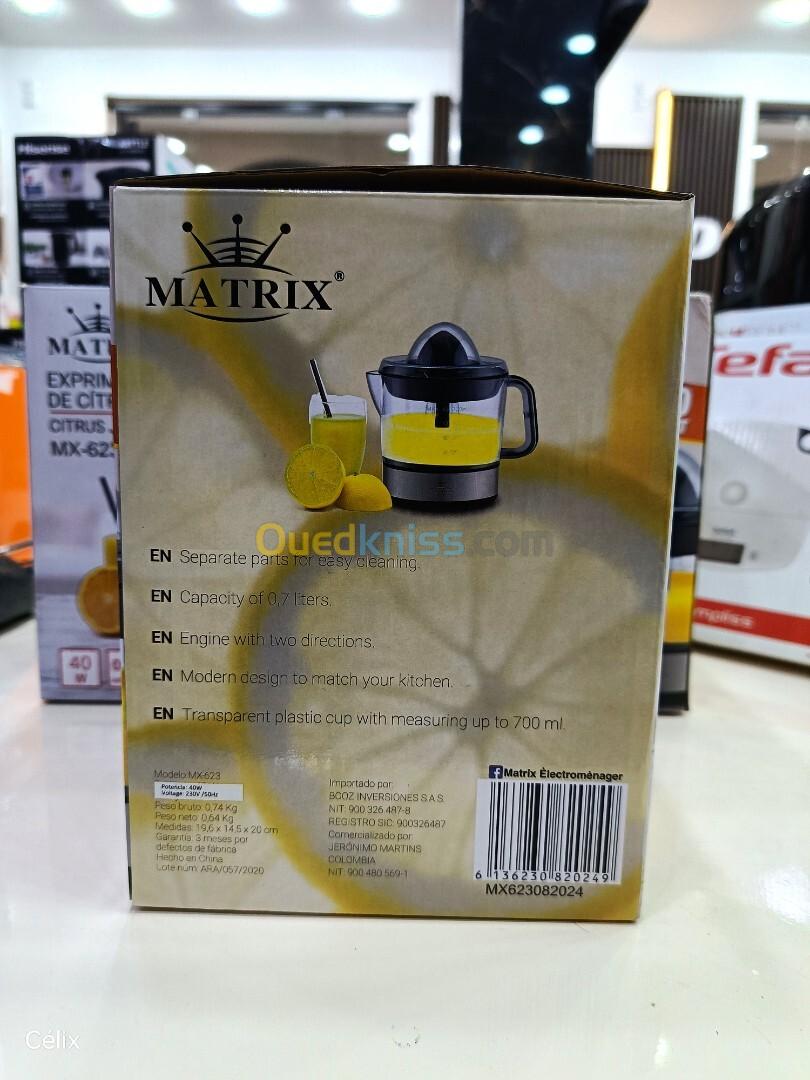 MATRIX®
Ouedkniss.com
EN Separate parts for easy cleaning.
EN Capacity of 0,7 liters.
EN Engine with two directions.
EN Modern design to match your kitchen.
EN Transparent plastic cup with measuring up to 700 ml.
Modelo MX-623
Potencia: 40W
Voltage: 230V /50Hz
Peso bruto: 0,74 Kg
Peso neto: 0,64 Kg
Medidas: 19,6 x 14,5 x 20 cm
Garantía: 3 meses por
defectos de fábrica
Hecho en China
Lote núm: ARA/057/2020
Importado por:
BCOZ INVERSIONES S.A.S.
NIT: 900 326 487-8
REGISTRO SIC: 900326487
Comercializado por:
JERÓNIMO MARTINS
COLOMBIA
NIT: 900 480 569-1
Matrix Électroménager
6 136230 820249
MX623082024
Hisense
MAT
EXPRIM
DE CÍTR
CITRUS J
MX-623
40
W
Tefa
mpliss
Célix